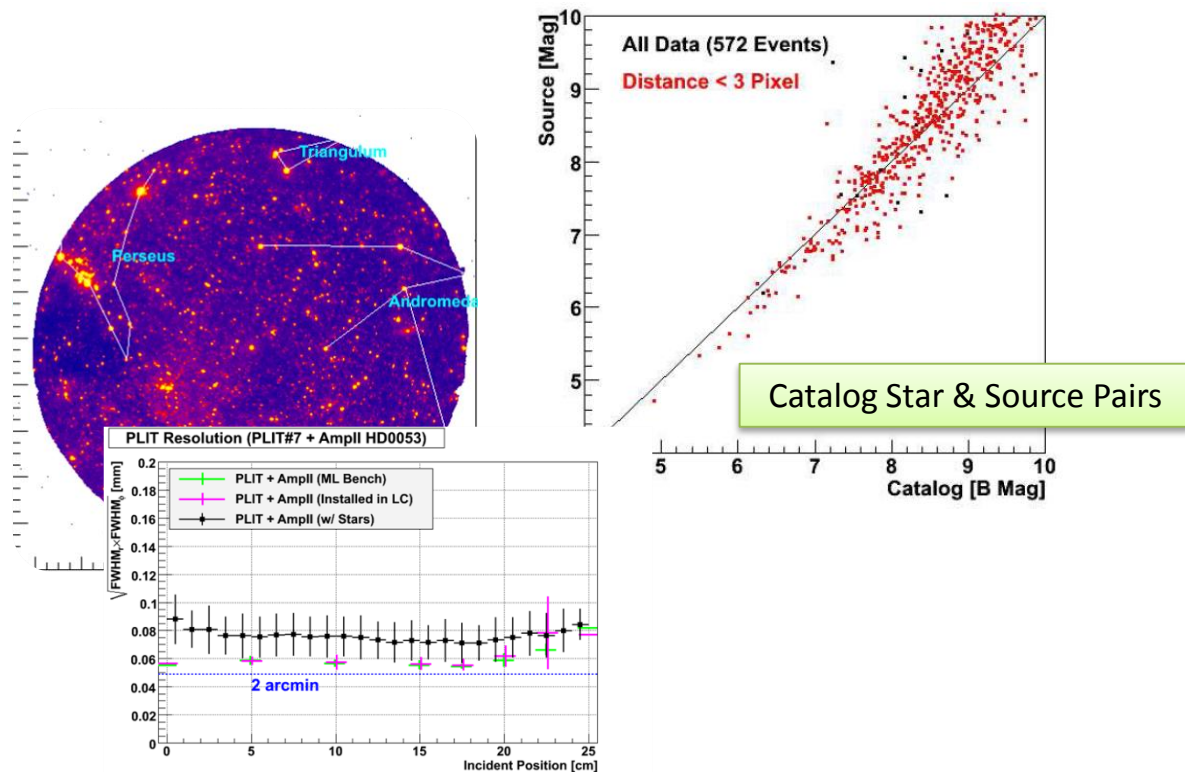 Triangulum
Perseus
Andromeda
10
9
8
7
6
5
Source [Mag]
All Data (572 Events)
Distance < 3 Pixel
5
6
7
8
9
10
Catalog [B Mag]
Catalog Star & Source Pairs
PLIT Resolution (PLIT#7 + AmpII HD0053)
PLIT + AmpII (ML Bench)
PLIT + AmpII (Installed in LC)
PLIT + AmpII (w/ Stars)
0.2
0.18
0.16
0.14
0.12
0.1
0.08
0.06
0.04
0.02
0
2 arcmin
0
5
10
15
20
25
Incident Position [cm]